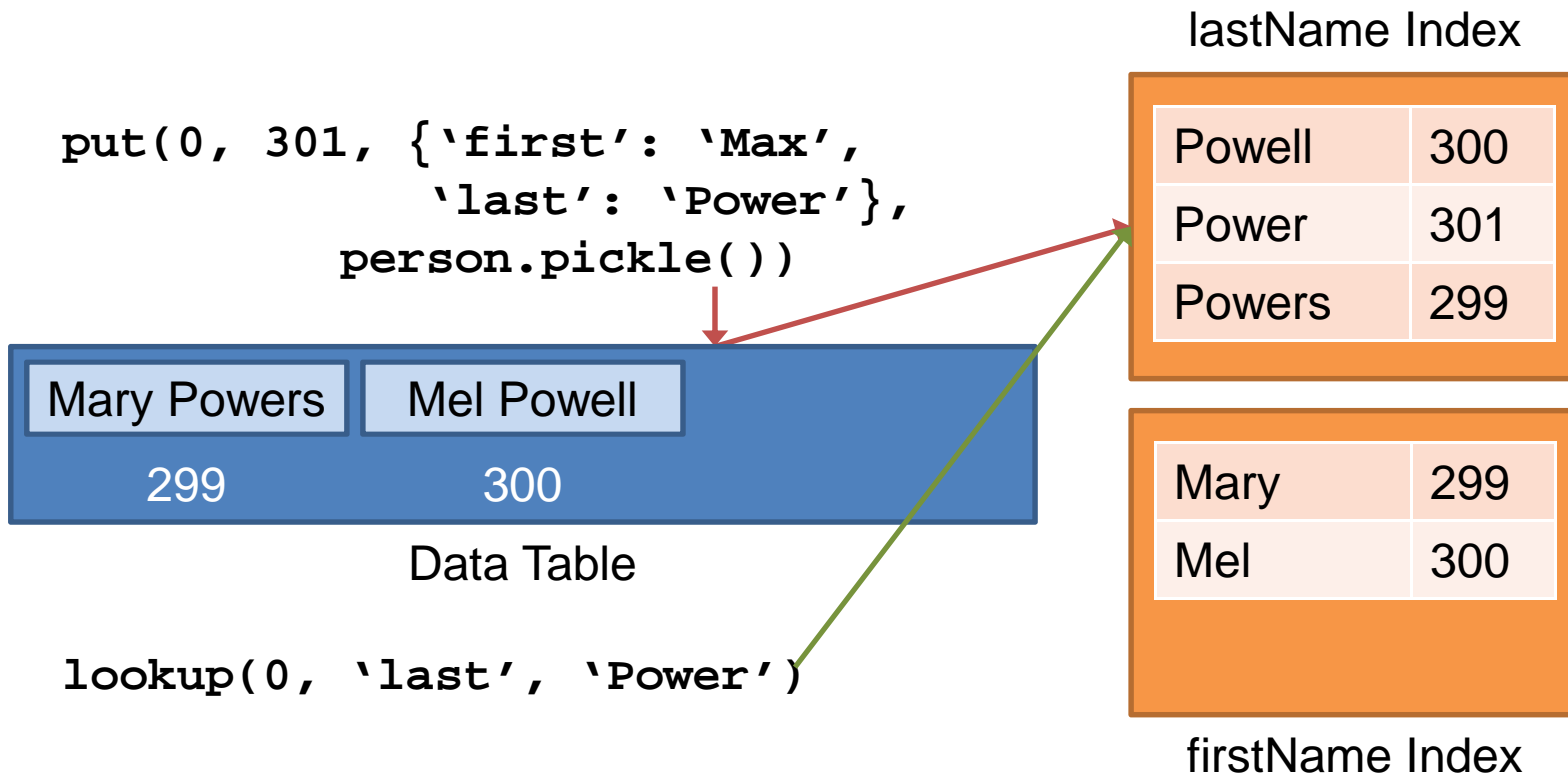 lastName Index
put(0, 301, {‘first’: ‘Max’,
‘last’: ‘Power’},
person.pickle())
Powell 300
Power 301
Powers 299
Mary Powers Mel Powell
299 300
Data Table
Mary 299
Mel 300
lookup(0, ‘last’, ‘Power’)
firstName Index